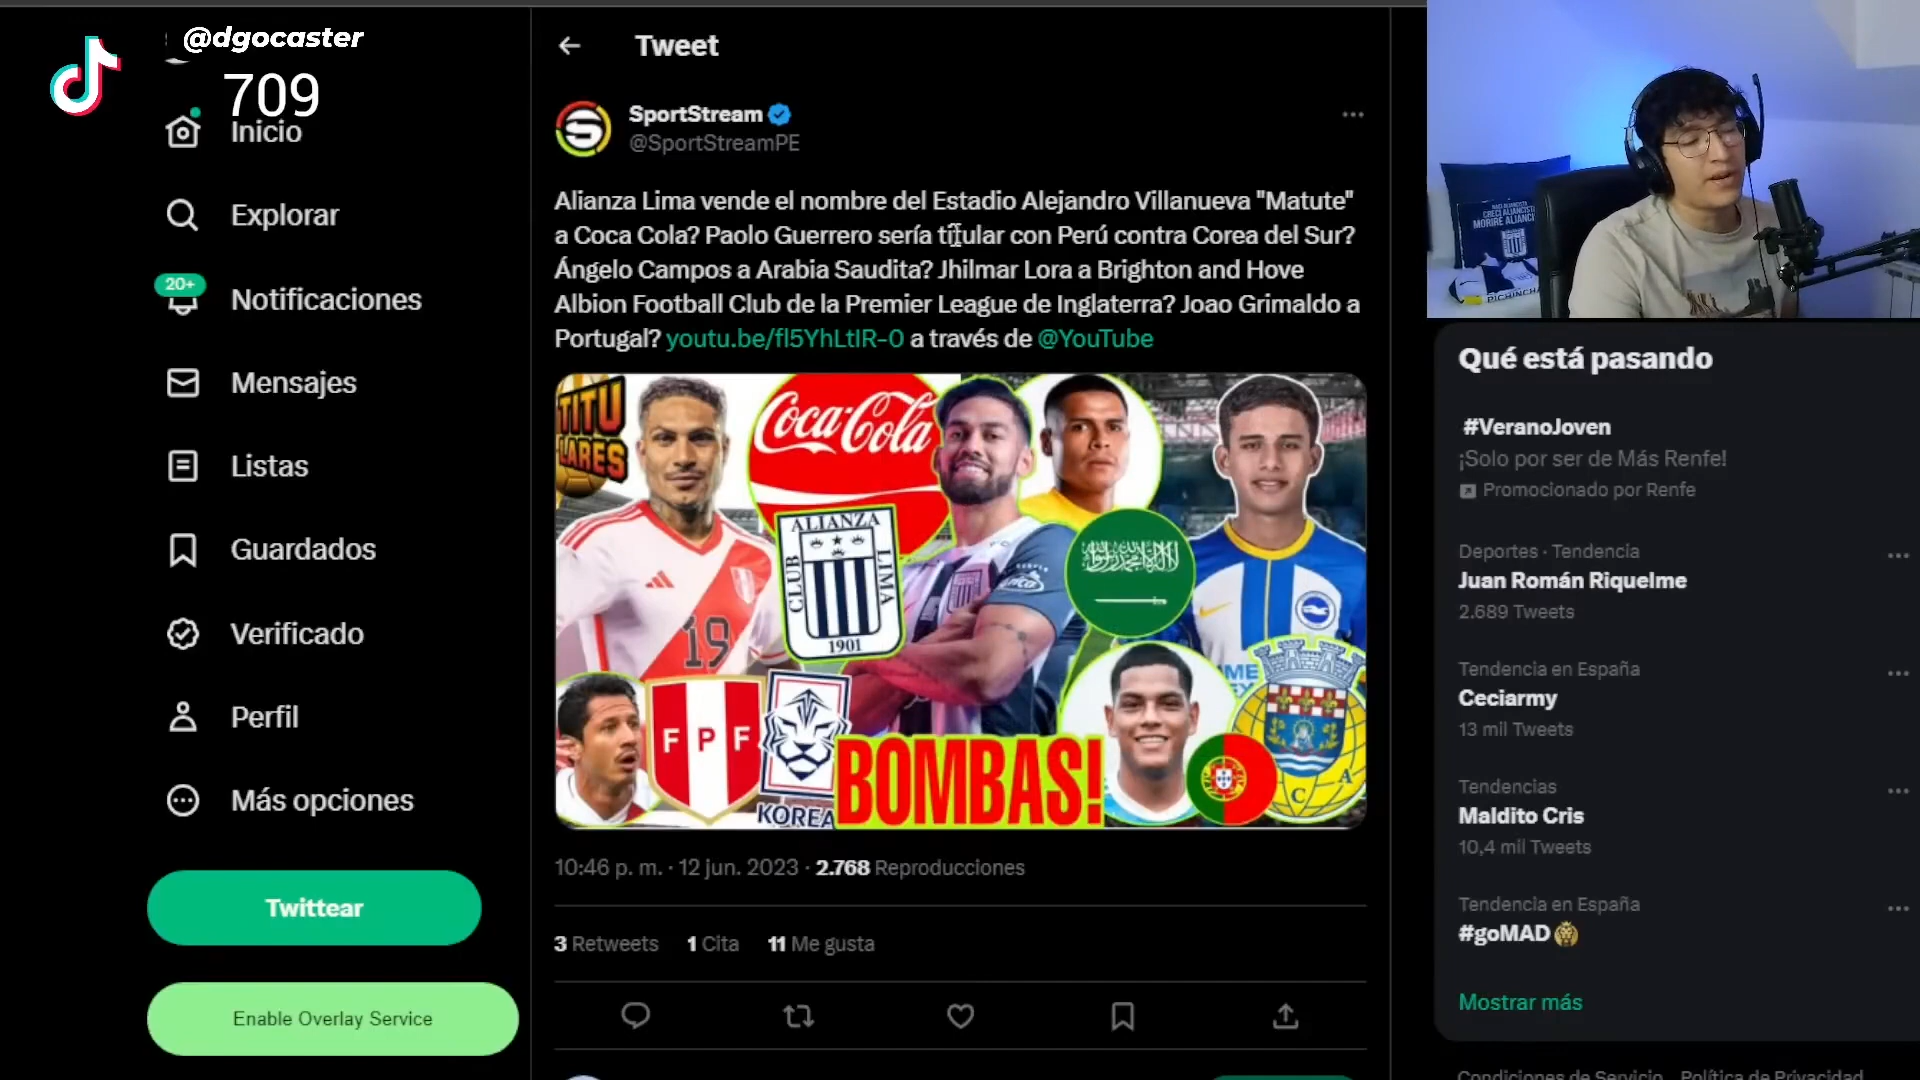 @dgocaster
709
Inicio
Explorar
20+
Notificaciones
Mensajes
Listas
Guardados
Verificado
Perfil
Más opciones
Twittear
Enable Overlay Service
Tweet
SportStream
@SportStreamPE
Alianza Lima vende el nombre del Estadio Alejandro Villanueva "Matute"
a Coca Cola? Paolo Guerrero sería titular con Perú contra Corea del Sur?
Ángelo Campos a Arabia Saudita? Jhilmar Lora a Brighton and Hove
Albion Football Club de la Premier League de Inglaterra? Joao Grimaldo a
Portugal? youtu.be/fl5YhLtIR-0 a través de @YouTube
TITU
LARES
Coca-Cola
ALIANZA
CLUB
LIMA
1901
19
FPF
KOREA
BOMBAS!
A
C
10:46 p. m. · 12 jun. 2023 · 2.768 Reproducciones
3 Retweets 1 Cita 11 Me gusta
CRECI ALIANCISTA
MORIRE ALIANCISTA
PICHINCHA
Qué está pasando
#VeranoJoven
¡Solo por ser de Más Renfe!
Promocionado por Renfe
Deportes · Tendencia
Juan Román Riquelme
2.689 Tweets
Tendencia en España
Ceciarmy
13 mil Tweets
Tendencias
Maldito Cris
10,4 mil Tweets
Tendencia en España
#goMAD
Mostrar más
Condiciones de Servicio Política de Privacidad